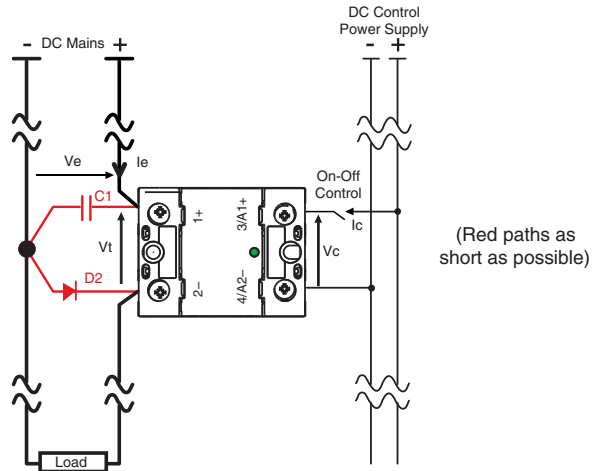 - DC Mains +
DC Control
Power Supply
- +
Ve
Ie
C1
1+
3/A1+
On-Off
Control
Ic
Vt
Vc
(Red paths as
short as possible)
D2
2-
4/A2-
Load